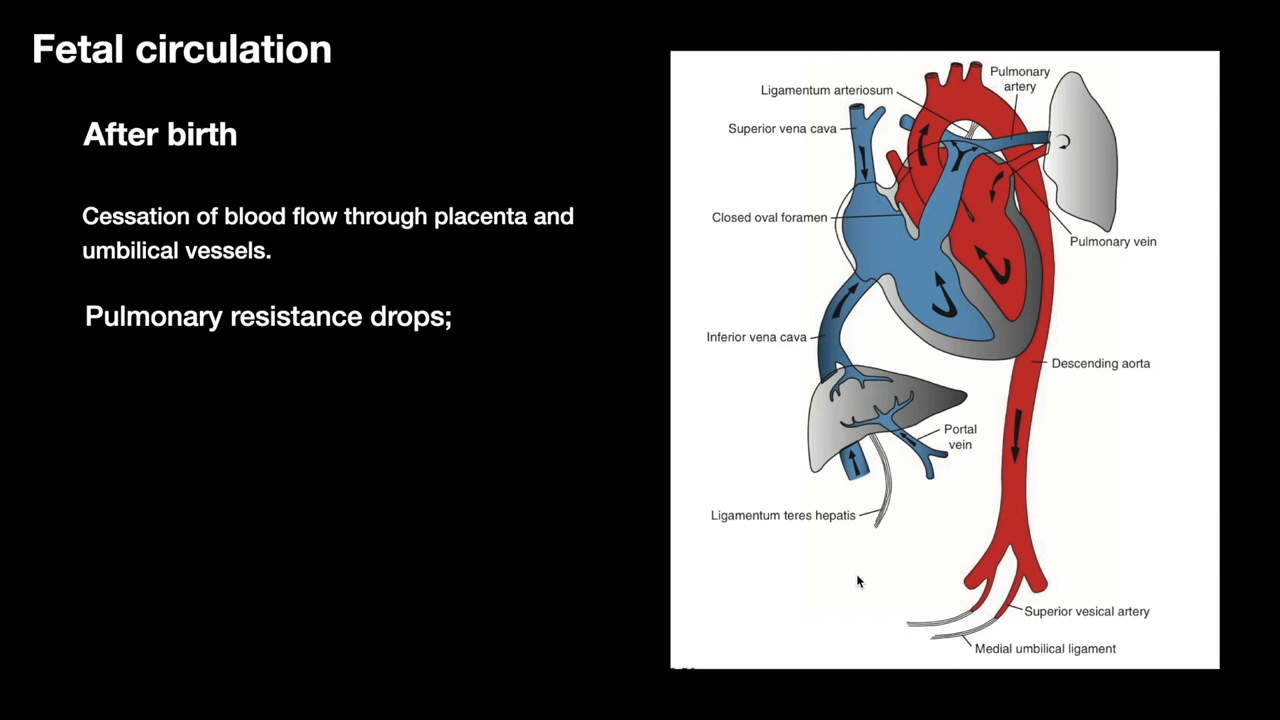 Fetal circulation
After birth
Cessation of blood flow through placenta and
umbilical vessels.
Pulmonary resistance drops;
Pulmonary
artery
Ligamentum arteriosum
Superior vena cava
Closed oval foramen
Pulmonary vein
Inferior vena cava
Descending aorta
Portal
vein
Ligamentum teres hepatis
Superior vesical artery
Medial umbilical ligament